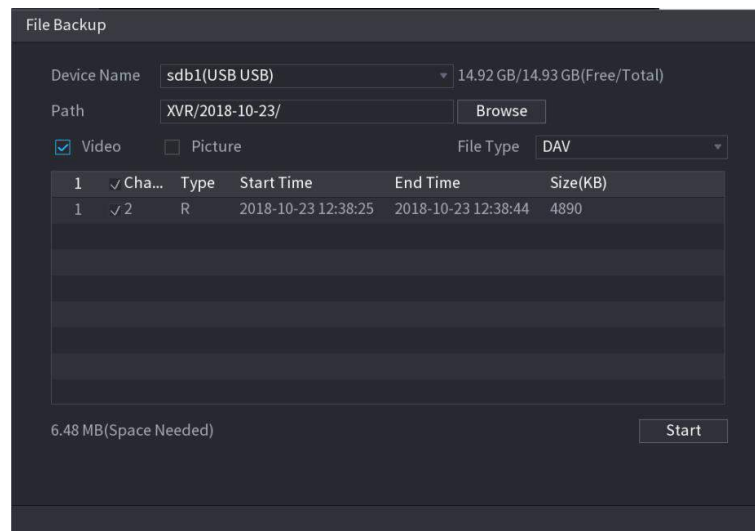 File Backup
Device Name sdb1(USB USB) 14.92 GB/14.93 GB(Free/Total)
Path XVR/2018-10-23/ Browse
Video Picture File Type DAV
1 Cha... Type Start Time End Time Size(KB)
1 2 R 2018-10-23 12:38:25 2018-10-23 12:38:44 4890
6.48 MB(Space Needed) Start